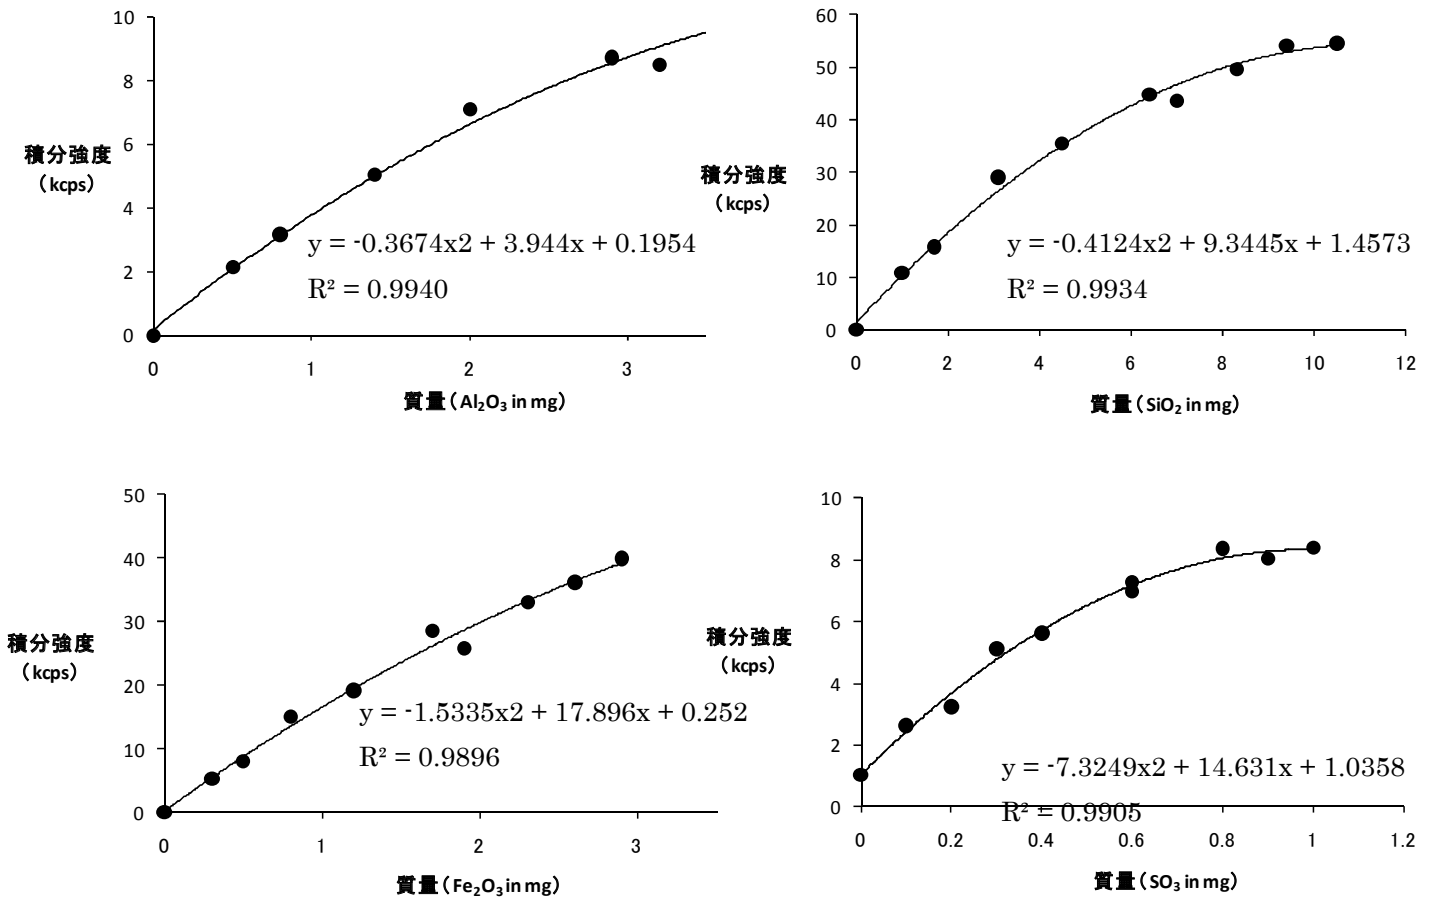 10
8
6
4
2
0
積分強度
（kcps）
y = -0.3674x2 + 3.944x + 0.1954
R² = 0.9940
0 1 2 3
質量（Al₂O₃ in mg）
60
50
40
30
20
10
0
積分強度
（kcps）
y = -0.4124x2 + 9.3445x + 1.4573
R² = 0.9934
0 2 4 6 8 10 12
質量（SiO₂ in mg）
50
40
30
20
10
0
積分強度
（kcps）
y = -1.5335x2 + 17.896x + 0.252
R² = 0.9896
0 1 2 3
質量（Fe₂O₃ in mg）
10
8
6
4
2
0
積分強度
（kcps）
y = -7.3249x2 + 14.631x + 1.0358
R² = 0.9905
0 0.2 0.4 0.6 0.8 1 1.2
質量（SO₃ in mg）